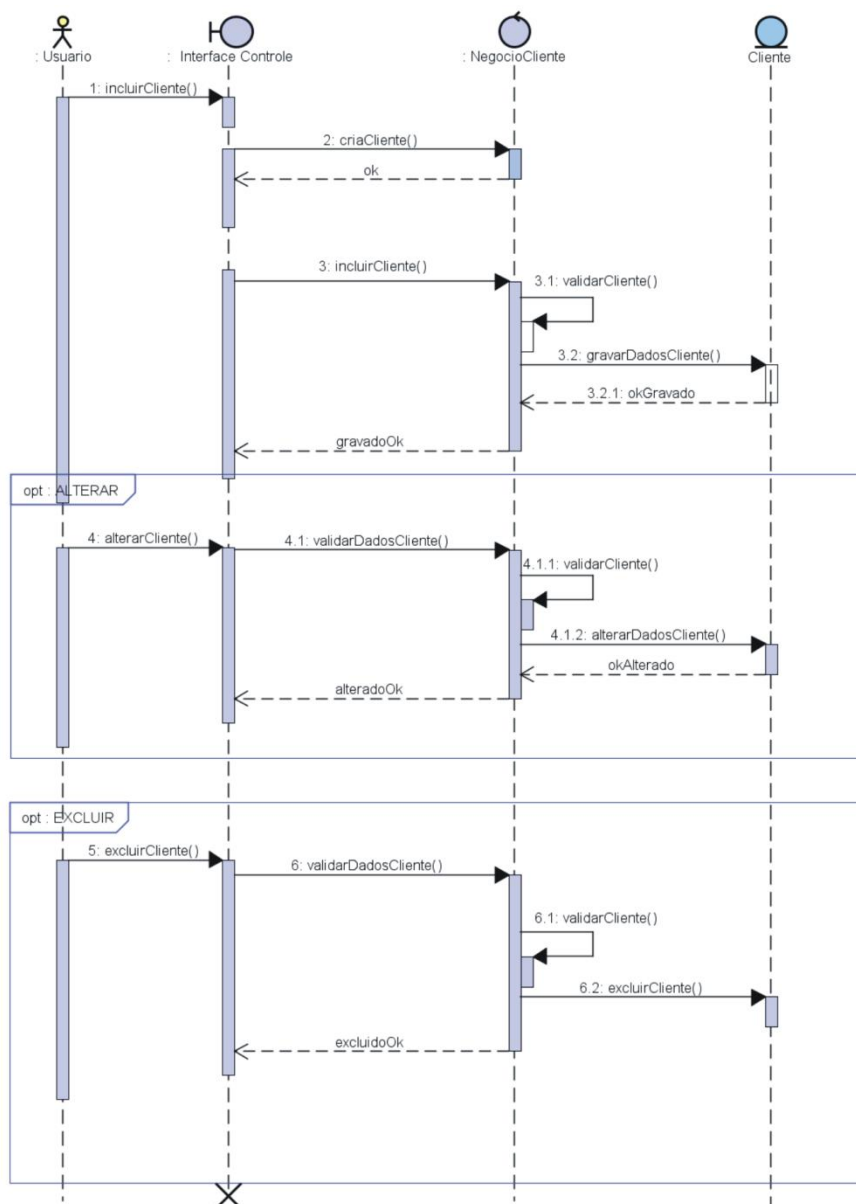 : Usuario
: Interface Controle
: NegocioCliente
Cliente
1: incluirCliente()
2: criaCliente()
ok
3: incluirCliente()
3.1: validarCliente()
3.2: gravarDadosCliente()
3.2.1: okGravado
gravadoOk
opt : ALTERAR
4: alterarCliente()
4.1: validarDadosCliente()
4.1.1: validarCliente()
4.1.2: alterarDadosCliente()
okAlterado
alteradoOk
opt : EXCLUIR
5: excluirCliente()
6: validarDadosCliente()
6.1: validarCliente()
6.2: excluirCliente()
excluidoOk